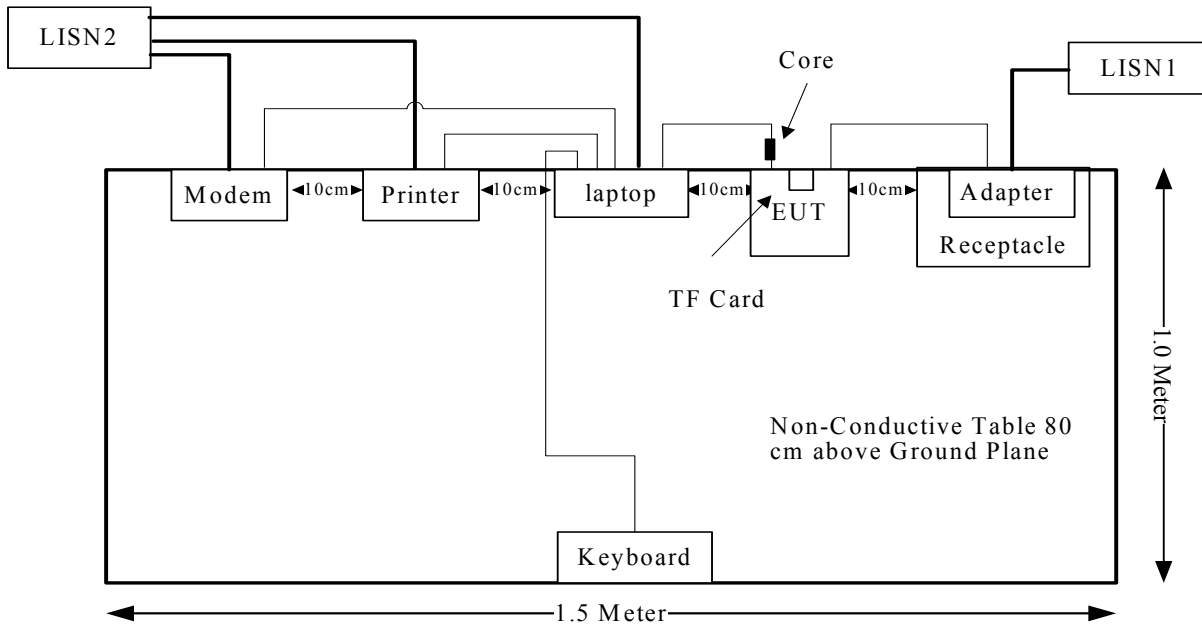 LISN2
Core
LISN1
Modem
10cm
Printer
10cm
laptop
10cm
EUT
10cm
Adapter
Receptacle
TF Card
1.0 Meter
Non-Conductive Table 80
cm above Ground Plane
Keyboard
1.5 Meter